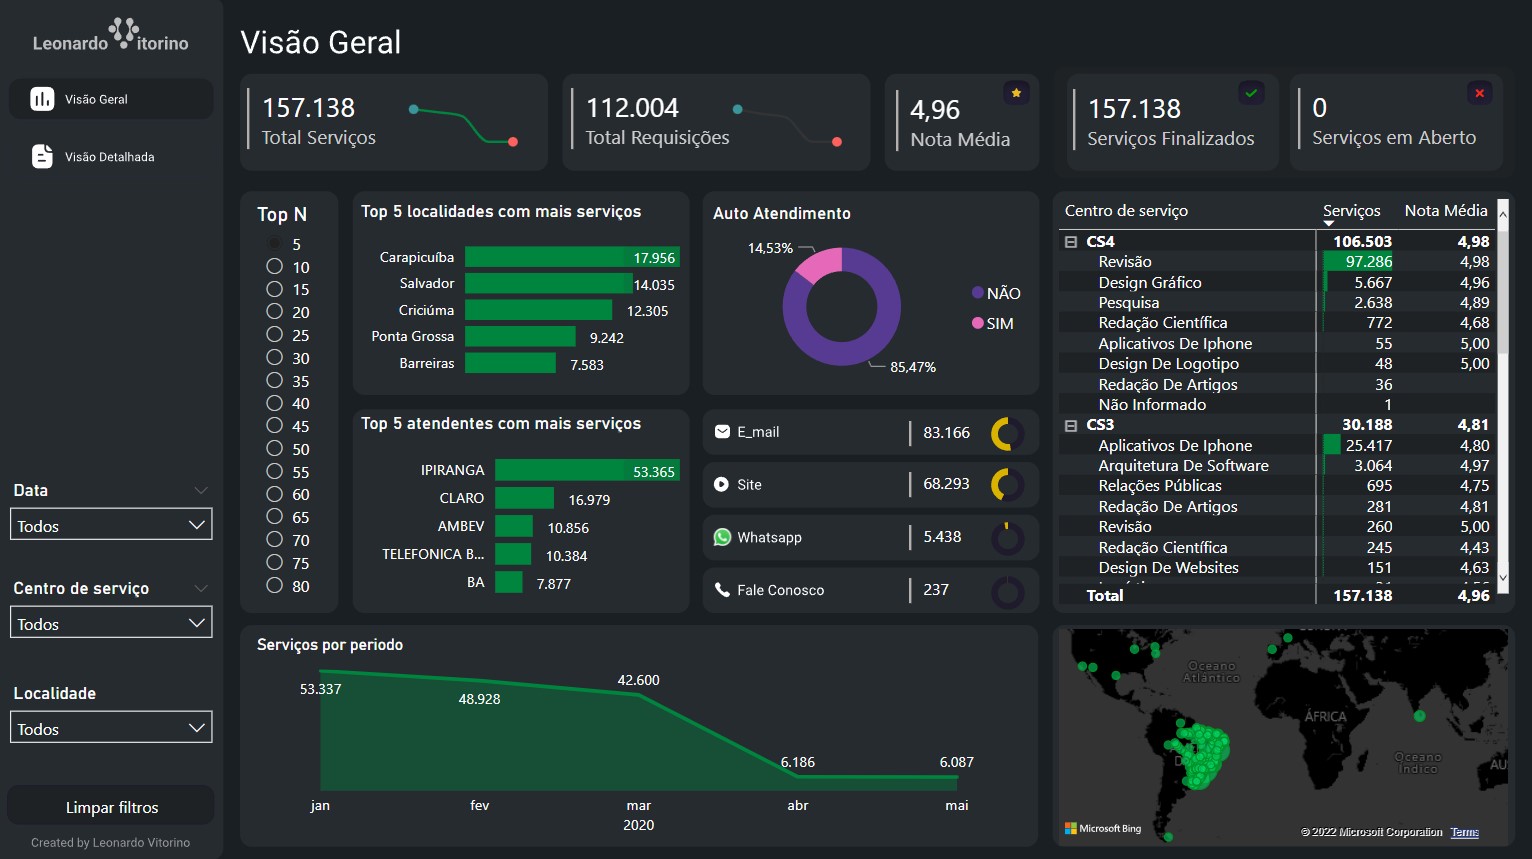 Leonardo Vitorino
Visão Geral
Visão Detalhada
Data
Todos
Centro de serviço
Todos
Localidade
Todos
Limpar filtros
Created by Leonardo Vitorino
Visão Geral
157.138
Total Serviços
112.004
Total Requisições
4,96
Nota Média
157.138
Serviços Finalizados
0
Serviços em Aberto
Top N
5
10
15
20
25
30
35
40
45
50
55
60
65
70
75
80
Top 5 localidades com mais serviços
Carapicuíba 17.956
Salvador 14.035
Criciúma 12.305
Ponta Grossa 9.242
Barreiras 7.583
Top 5 atendentes com mais serviços
IPIRANGA 53.365
CLARO 16.979
AMBEV 10.856
TELEFONICA B... 10.384
BA 7.877
Auto Atendimento
14,53%
NÃO
SIM
85,47%
E_mail 83.166
Site 68.293
Whatsapp 5.438
Fale Conosco 237
Centro de serviço Serviços Nota Média
CS4 106.503 4,98
Revisão 97.286 4,98
Design Gráfico 5.667 4,96
Pesquisa 2.638 4,89
Redação Científica 772 4,68
Aplicativos De Iphone 55 5,00
Design De Logotipo 48 5,00
Redação De Artigos 36
Não Informado 1
CS3 30.188 4,81
Aplicativos De Iphone 25.417 4,80
Arquitetura De Software 3.064 4,97
Relações Públicas 695 4,75
Redação De Artigos 281 4,81
Revisão 260 5,00
Redação Científica 245 4,43
Design De Websites 151 4,63
Total 157.138 4,96
Serviços por periodo
53.337
48.928
42.600
6.186
6.087
jan fev mar abr mai
2020
Oceano
Atlântico
ÁFRICA
Oceano
Índico
AU
Microsoft Bing
© 2022 Microsoft Corporation Terms